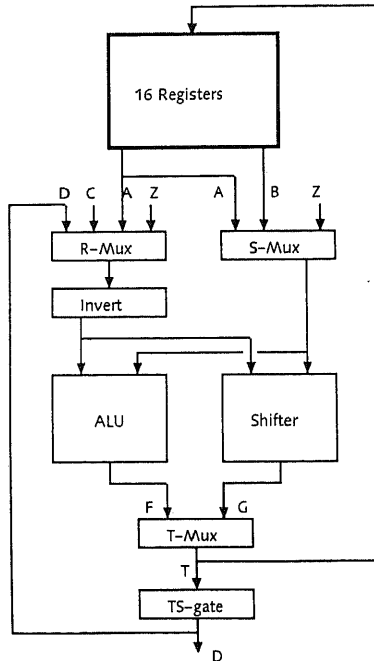 16 Registers
D C A Z A B Z
R-Mux S-Mux
Invert
ALU Shifter
F G
T-Mux
T
TS-gate
D